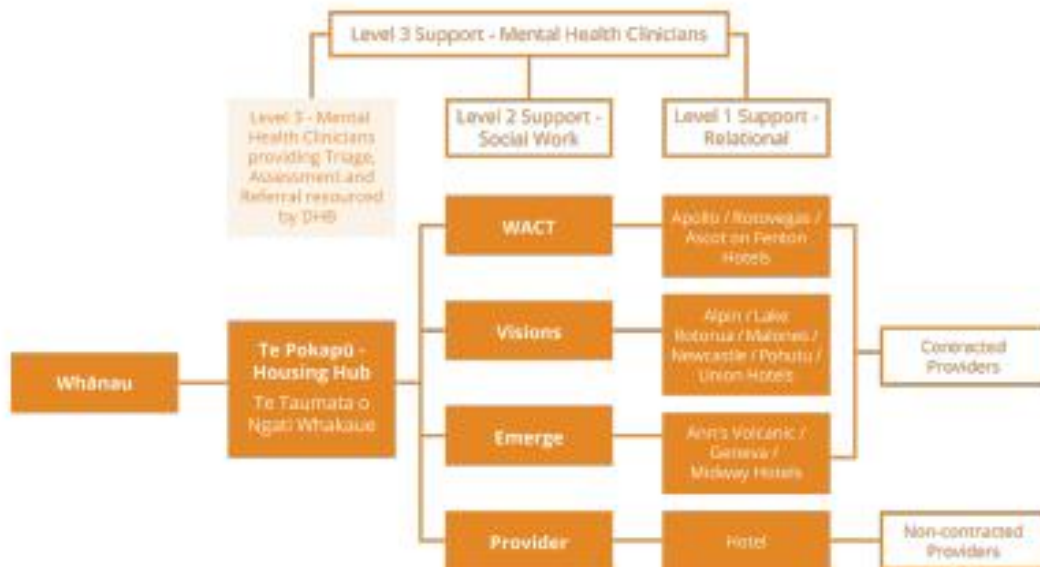 Level 3 Support - Mental Health Clinicians
Level 3 - Mental
Health Clinicians
providing Triage,
Assessment and
Referral resourced
by DHB
Level 2 Support -
Social Work
Level 1 Support -
Relational
WACT
Apollo / Rotovegas /
Ascot on Fenton
Hotels
Visions
Alpin / Lake
Rotorua / Malones /
Newcastle / Pohutu /
Union Hotels
Contracted
Providers
Whānau
Te Pokapū -
Housing Hub
Te Taumata o
Ngati Whakaue
Emerge
Ann's Volcanic /
Geneva /
Midway Hotels
Provider
Hotel
Non-contracted
Providers